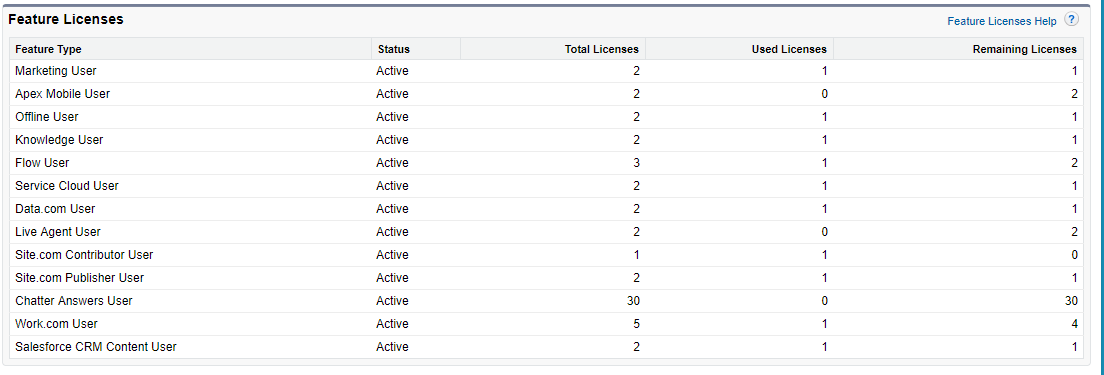 Feature Licenses
Feature Licenses Help ?
Feature Type Status Total Licenses Used Licenses Remaining Licenses
Marketing User Active 2 1 1
Apex Mobile User Active 2 0 2
Offline User Active 2 1 1
Knowledge User Active 2 1 1
Flow User Active 3 1 2
Service Cloud User Active 2 1 1
Data.com User Active 2 1 1
Live Agent User Active 2 0 2
Site.com Contributor User Active 1 1 0
Site.com Publisher User Active 2 1 1
Chatter Answers User Active 30 0 30
Work.com User Active 5 1 4
Salesforce CRM Content User Active 2 1 1